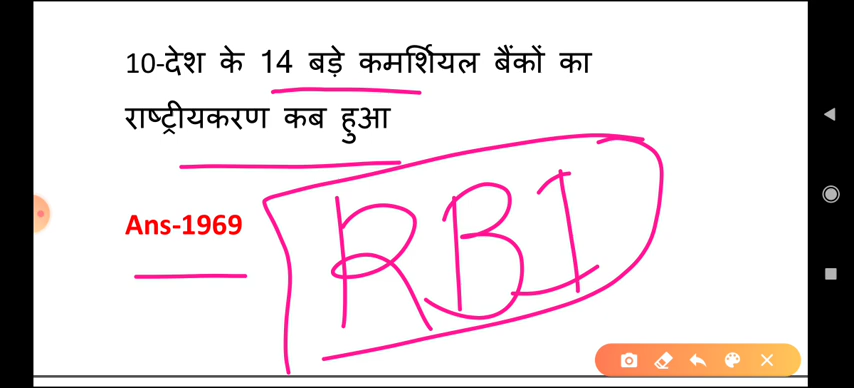 10-देश के 14 बड़े कमर्शियल बैंकों का
राष्ट्रीयकरण कब हुआ
Ans-1969
RBI